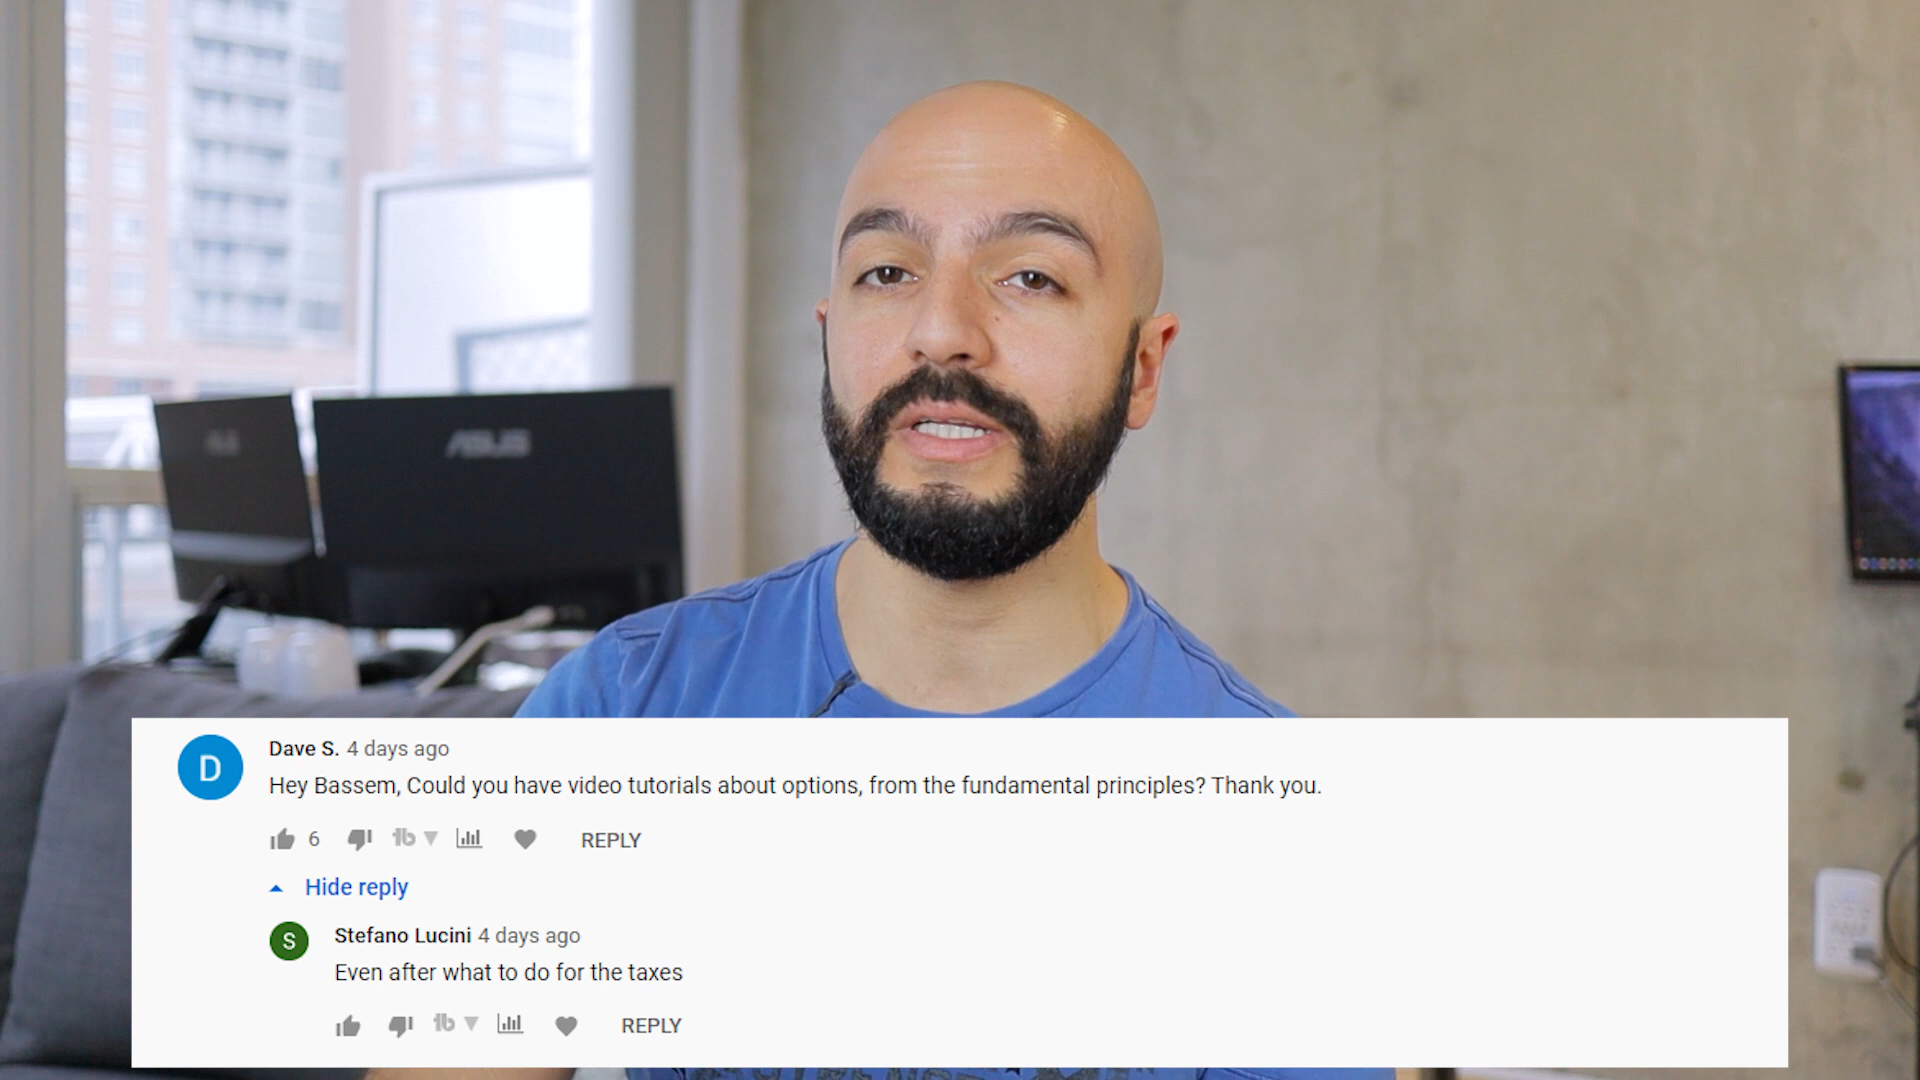 ASUS
Dave S. 4 days ago
Hey Bassem, Could you have video tutorials about options, from the fundamental principles? Thank you.
D
6
REPLY
Hide reply
Stefano Lucini 4 days ago
S
Even after what to do for the taxes
REPLY